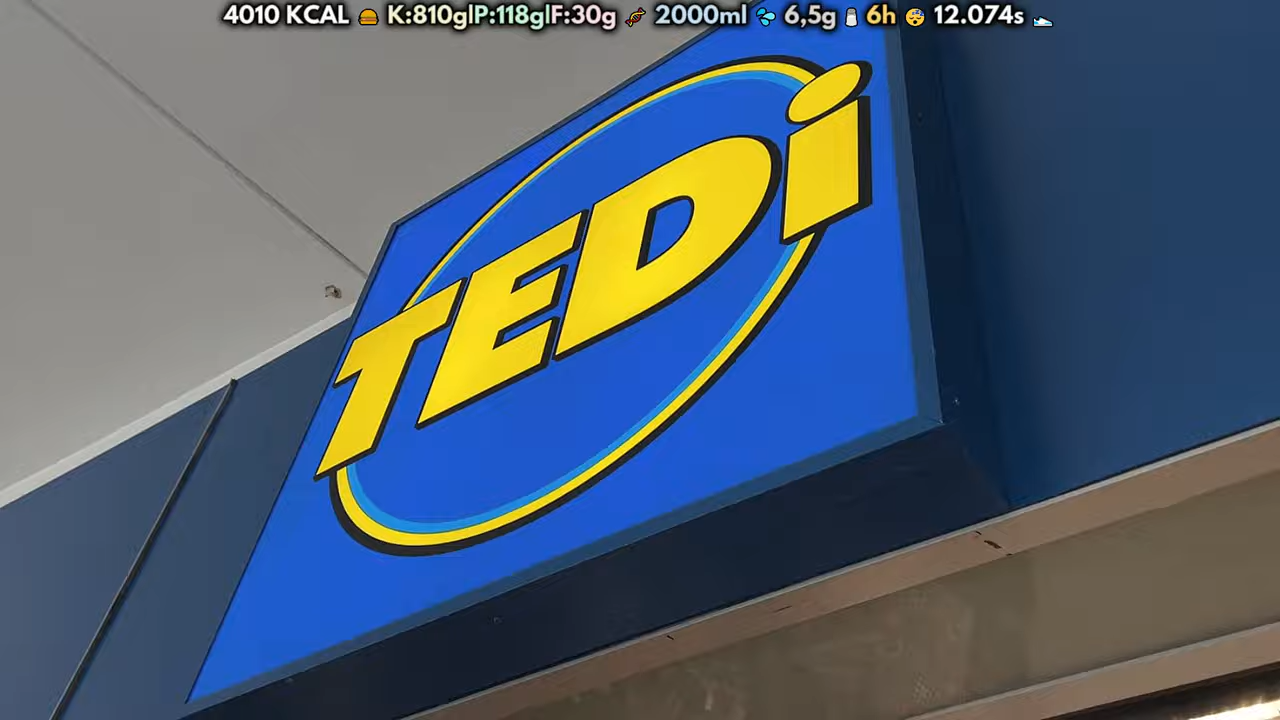 4010 KCAL 🍔 K:810g|P:118g|F:30g 🍬 2000ml 💦 6,5g 🧂 6h 😴 12.074s 👟
TEDi